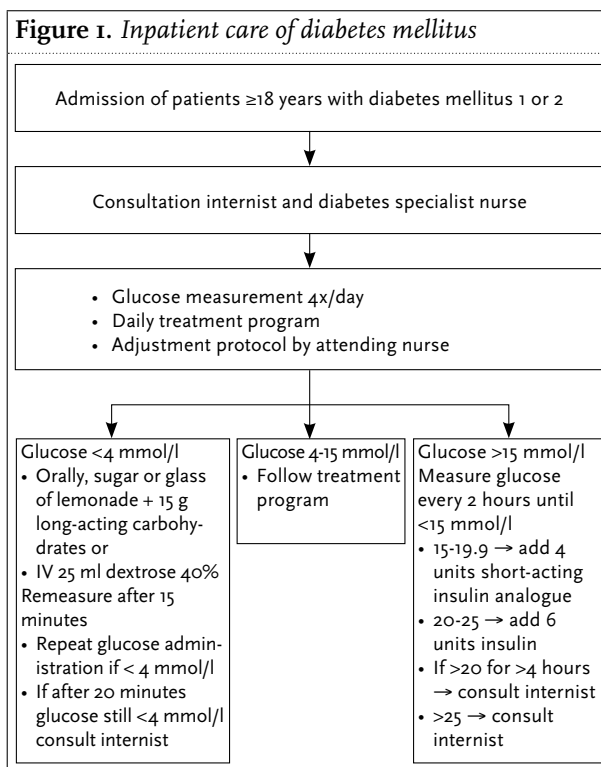 Figure 1. Inpatient care of diabetes mellitus
Admission of patients ≥18 years with diabetes mellitus 1 or 2
Consultation internist and diabetes specialist nurse
• Glucose measurement 4x/day
• Daily treatment program
• Adjustment protocol by attending nurse
Glucose <4 mmol/l
• Orally, sugar or glass
of lemonade + 15 g
long-acting carbohy-
drates or
• IV 25 ml dextrose 40%
Remeasure after 15
minutes
• Repeat glucose admin-
istration if < 4 mmol/l
• If after 20 minutes
glucose still <4 mmol/l
consult internist
Glucose 4-15 mmol/l
• Follow treatment
program
Glucose >15 mmol/l
Measure glucose
every 2 hours until
<15 mmol/l
• 15-19.9 → add 4
units short-acting
insulin analogue
• 20-25 → add 6
units insulin
• If >20 for >4 hours
→ consult internist
• >25 → consult
internist